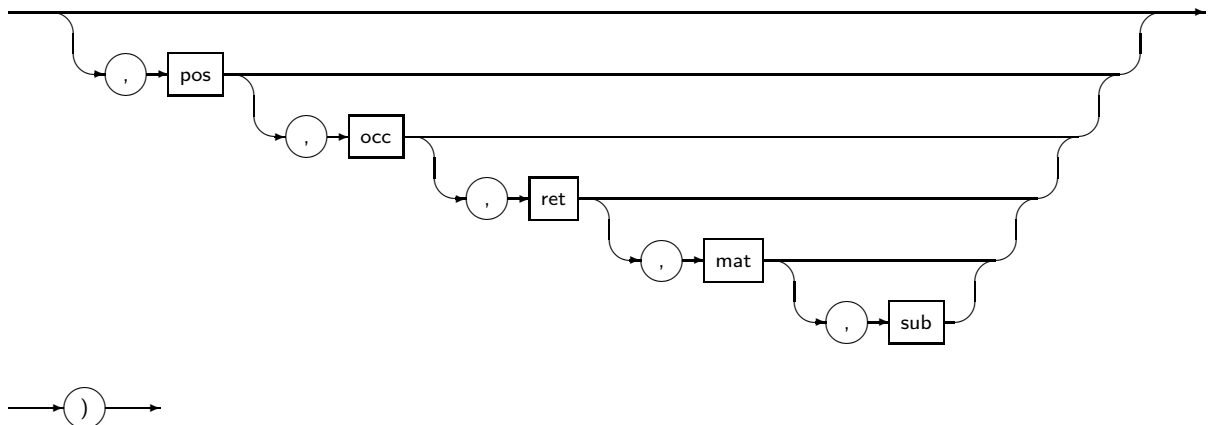 , pos
, occ
, ret
, mat
, sub
)